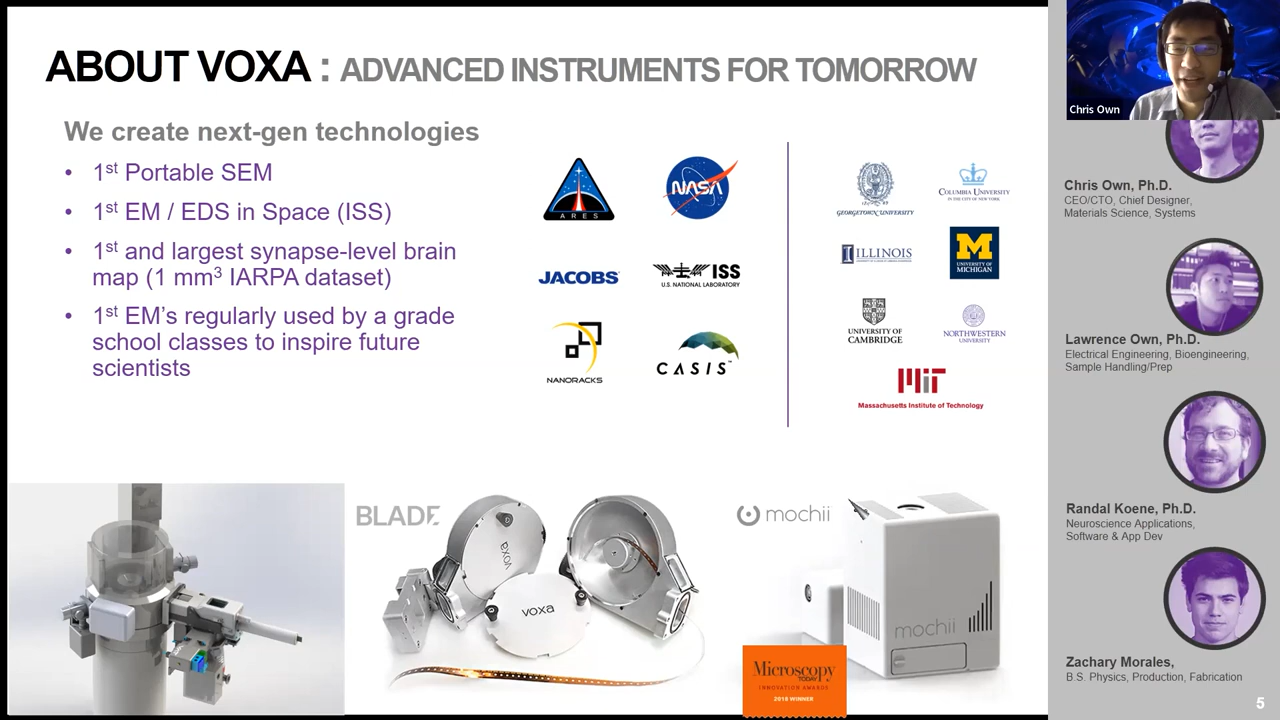 ABOUT VOXA : ADVANCED INSTRUMENTS FOR TOMORROW
We create next-gen technologies
• 1st Portable SEM
• 1st EM / EDS in Space (ISS)
• 1st and largest synapse-level brain
map (1 mm3 IARPA dataset)
• 1st EM's regularly used by a grade
school classes to inspire future
scientists
ARES
NASA
JACOBS
ISS
U.S. NATIONAL LABORATORY
NANORACKS
CASIS™
GEORGETOWN UNIVERSITY
COLUMBIA UNIVERSITY
IN THE CITY OF NEW YORK
ILLINOIS
M
UNIVERSITY OF
MICHIGAN
UNIVERSITY OF
CAMBRIDGE
NORTHWESTERN
UNIVERSITY
MIT
Massachusetts Institute of Technology
BLADE
voxa
voxa
mochii
mochii
Microscopy
TODAY
INNOVATION AWARDS
2018 WINNER
Chris Own
Chris Own, Ph.D.
CEO/CTO, Chief Designer,
Materials Science, Systems
Lawrence Own, Ph.D.
Electrical Engineering, Bioengineering,
Sample Handling/Prep
Randal Koene, Ph.D.
Neuroscience Applications,
Software & App Dev
Zachary Morales,
B.S. Physics, Production, Fabrication
5